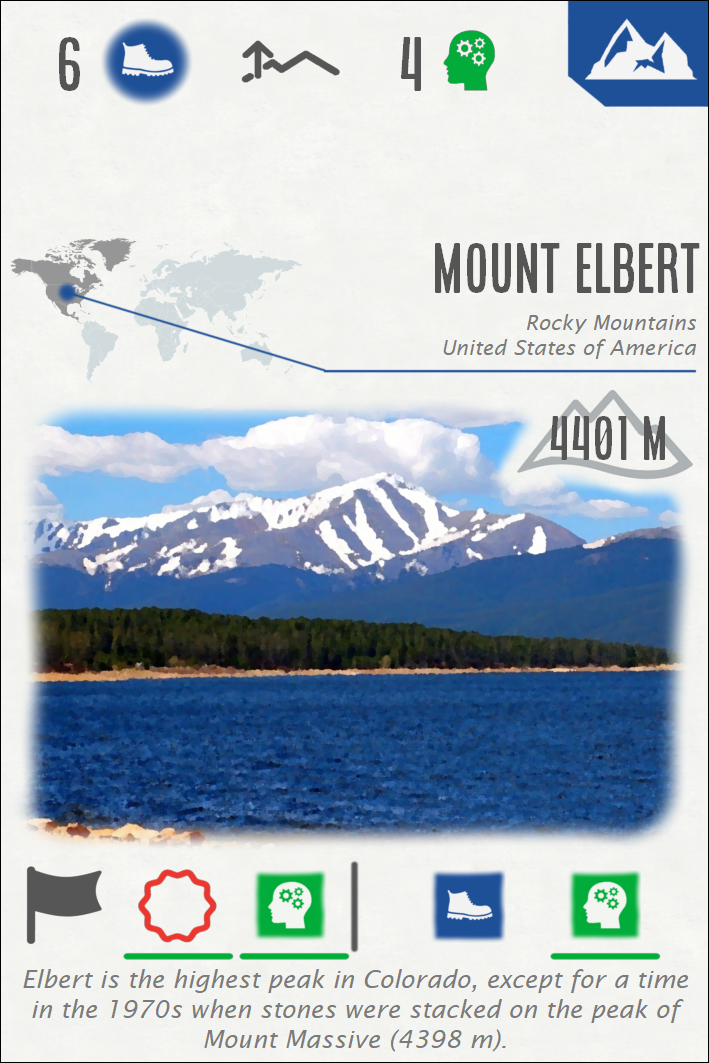 6
4
MOUNT ELBERT
Rocky Mountains
United States of America
4401 M
Elbert is the highest peak in Colorado, except for a time
in the 1970s when stones were stacked on the peak of
Mount Massive (4398 m).